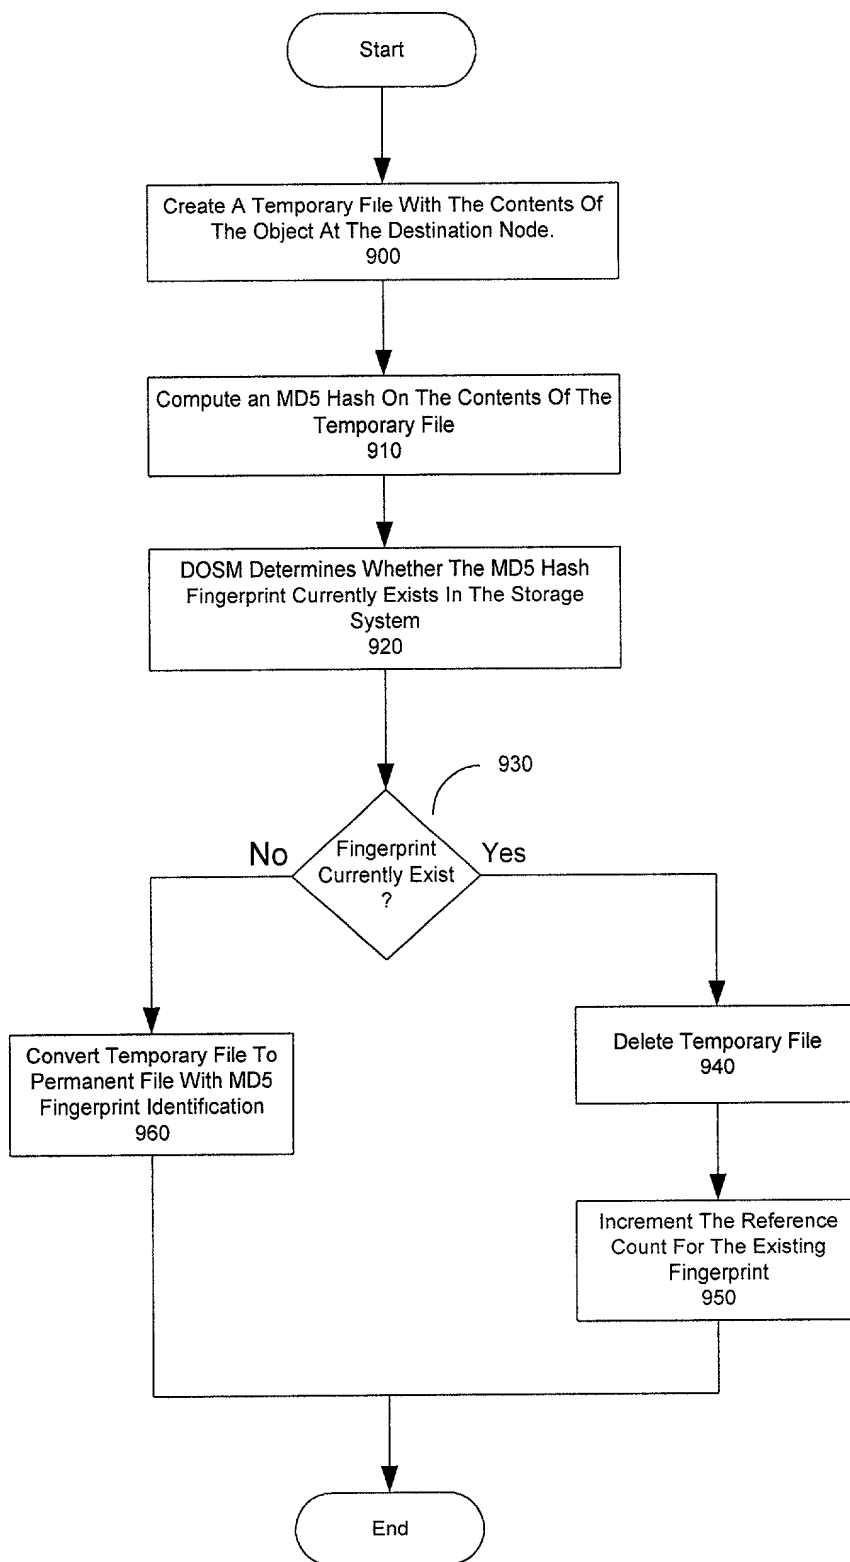 Start
Create A Temporary File With The Contents Of
The Object At The Destination Node.
900
Compute an MD5 Hash On The Contents Of The
Temporary File
910
DOSM Determines Whether The MD5 Hash
Fingerprint Currently Exists In The Storage
System
920
930
No
Fingerprint
Currently Exist
?
Yes
Convert Temporary File To
Permanent File With MD5
Fingerprint Identification
960
Delete Temporary File
940
Increment The Reference
Count For The Existing
Fingerprint
950
End